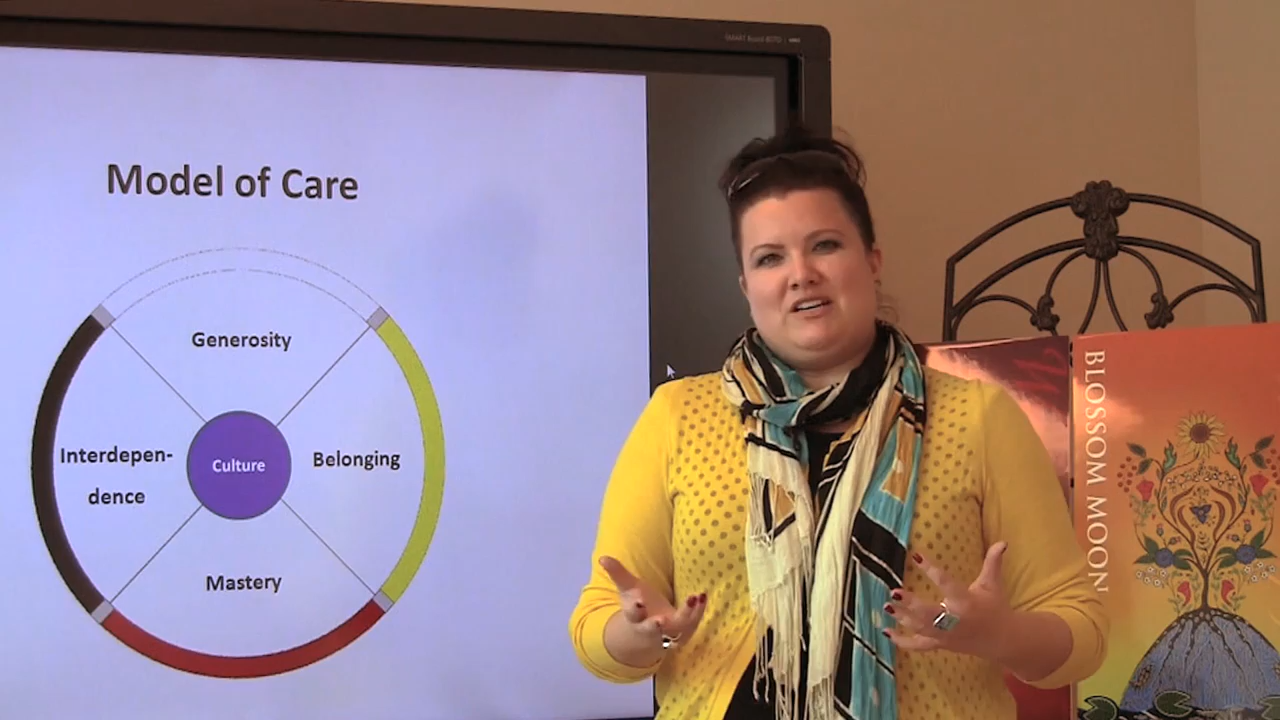 Model of Care
Generosity
Interdepen-
dence
Culture
Belonging
Mastery
BLOSSOM MOON